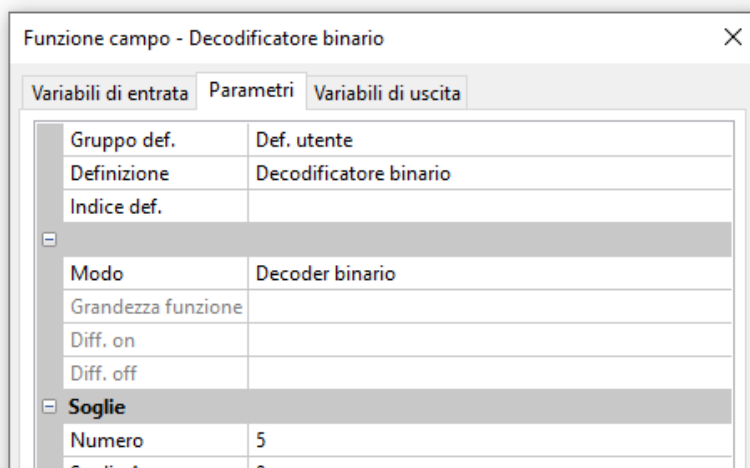 Funzione campo - Decodificatore binario
Variabili di entrata Parametri Variabili di uscita
Gruppo def. Def. utente
Definizione Decodificatore binario
Indice def.
Modo Decoder binario
Grandezza funzione
Diff. on
Diff. off
Soglie
Numero 5